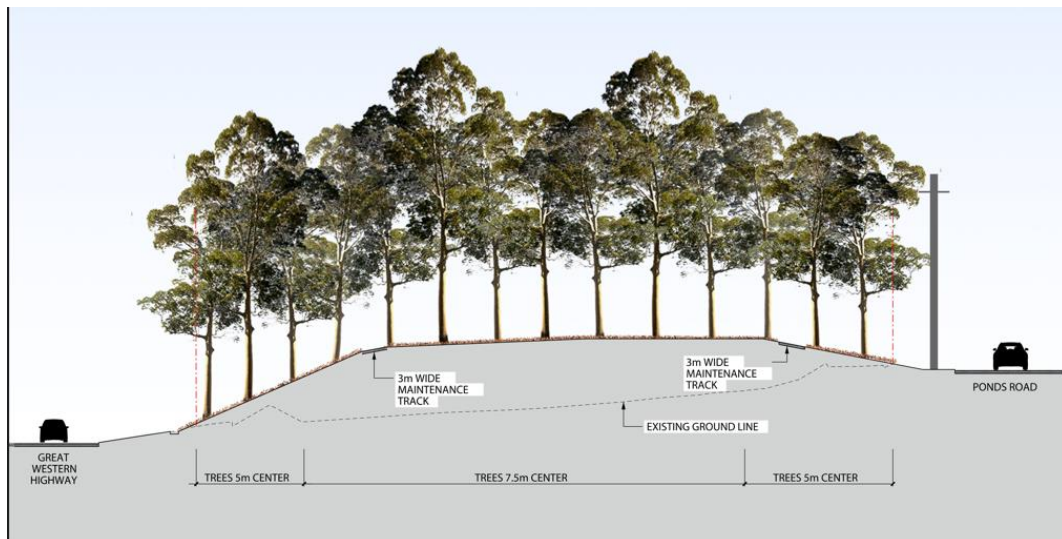 3m WIDE
MAINTENANCE
TRACK
3m WIDE
MAINTENANCE
TRACK
PONDS ROAD
EXISTING GROUND LINE
GREAT
WESTERN
HIGHWAY
TREES 5m CENTER
TREES 7.5m CENTER
TREES 5m CENTER